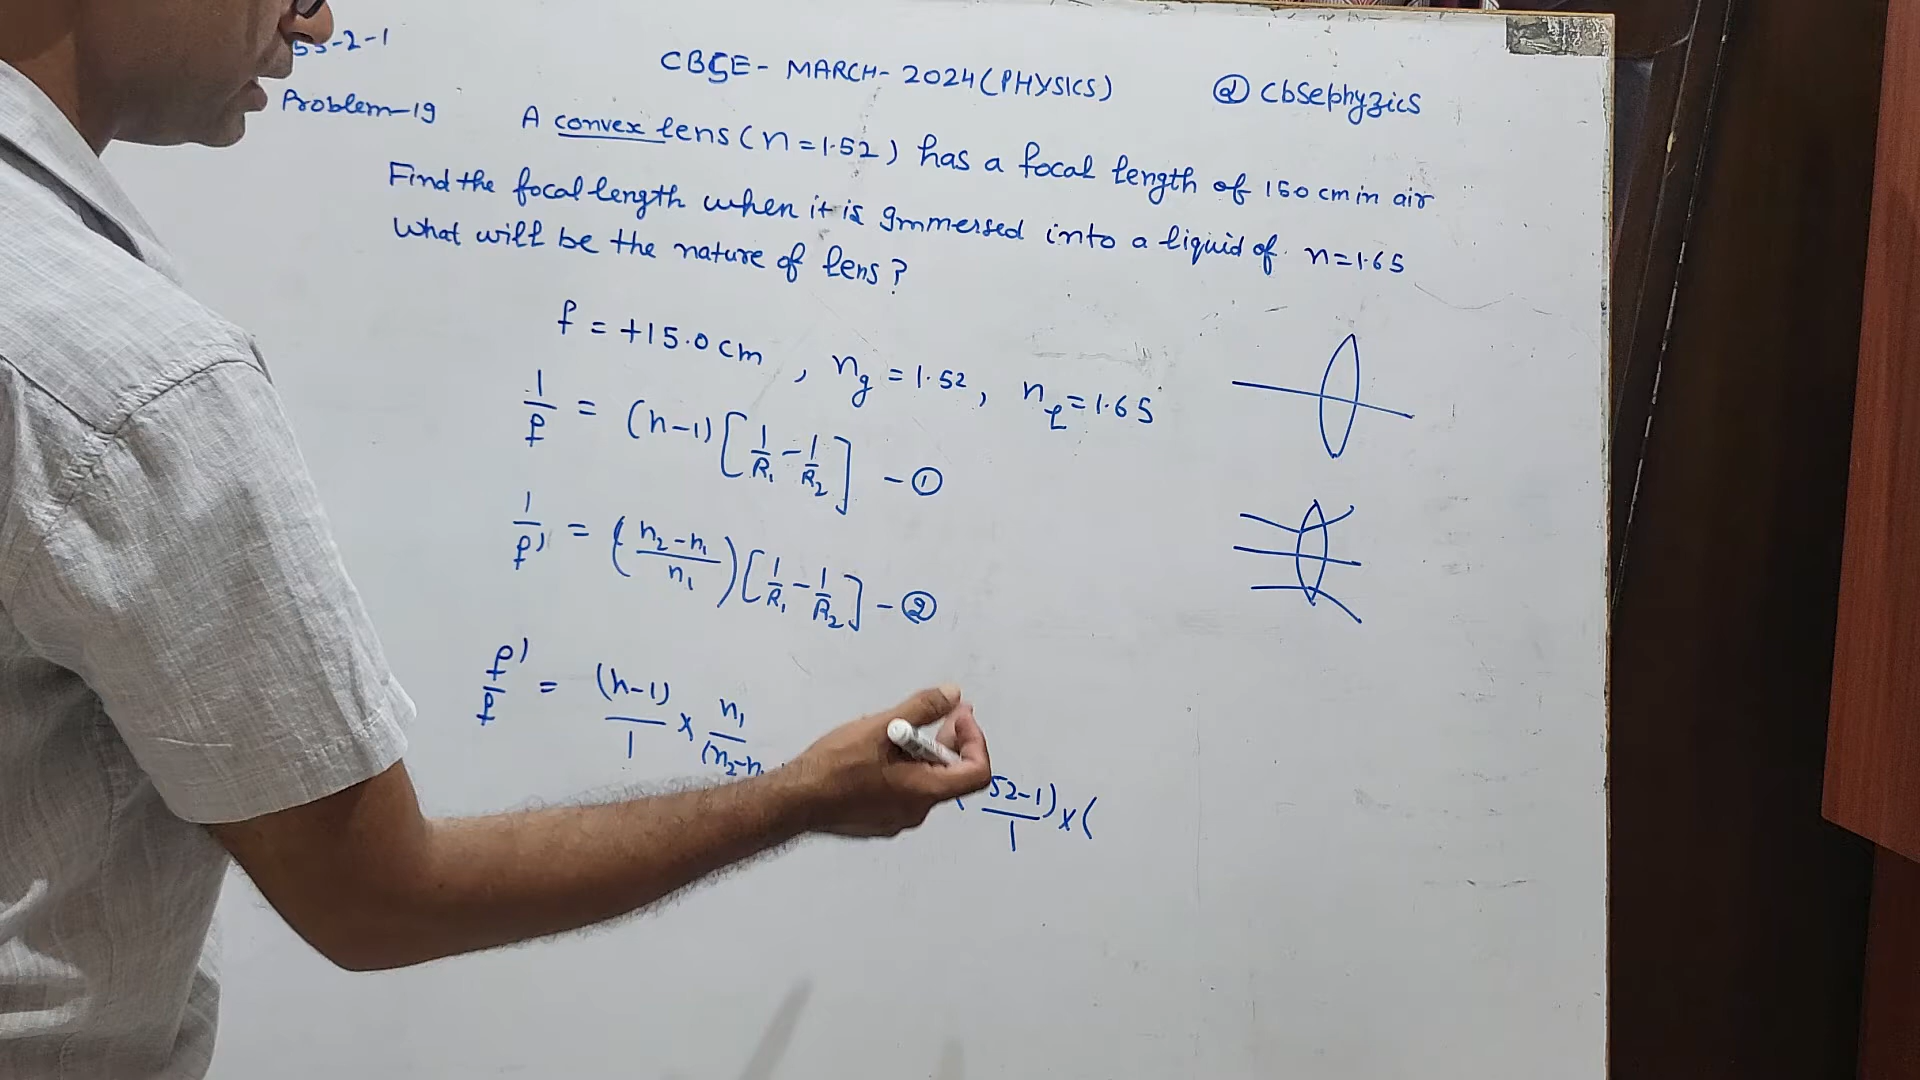 55-2-1
CBSE - MARCH - 2024 (PHYSICS)
@ cbsephyzics
Problem-19
A convex lens (n = 1.52) has a focal length of 150 cm in air
Find the focal length when it is Immersed into a liquid of n=1.65
What will be the nature of lens?
f = +15.0 cm , ng = 1.52, nl = 1.65
1/f = (n-1) [1/R1 - 1/R2] - ①
1/f' = (n2-n1/n1) [1/R1 - 1/R2] - ②
f'/f = (n-1)/1 × n1/(n2-n1
52-1)/1 × (